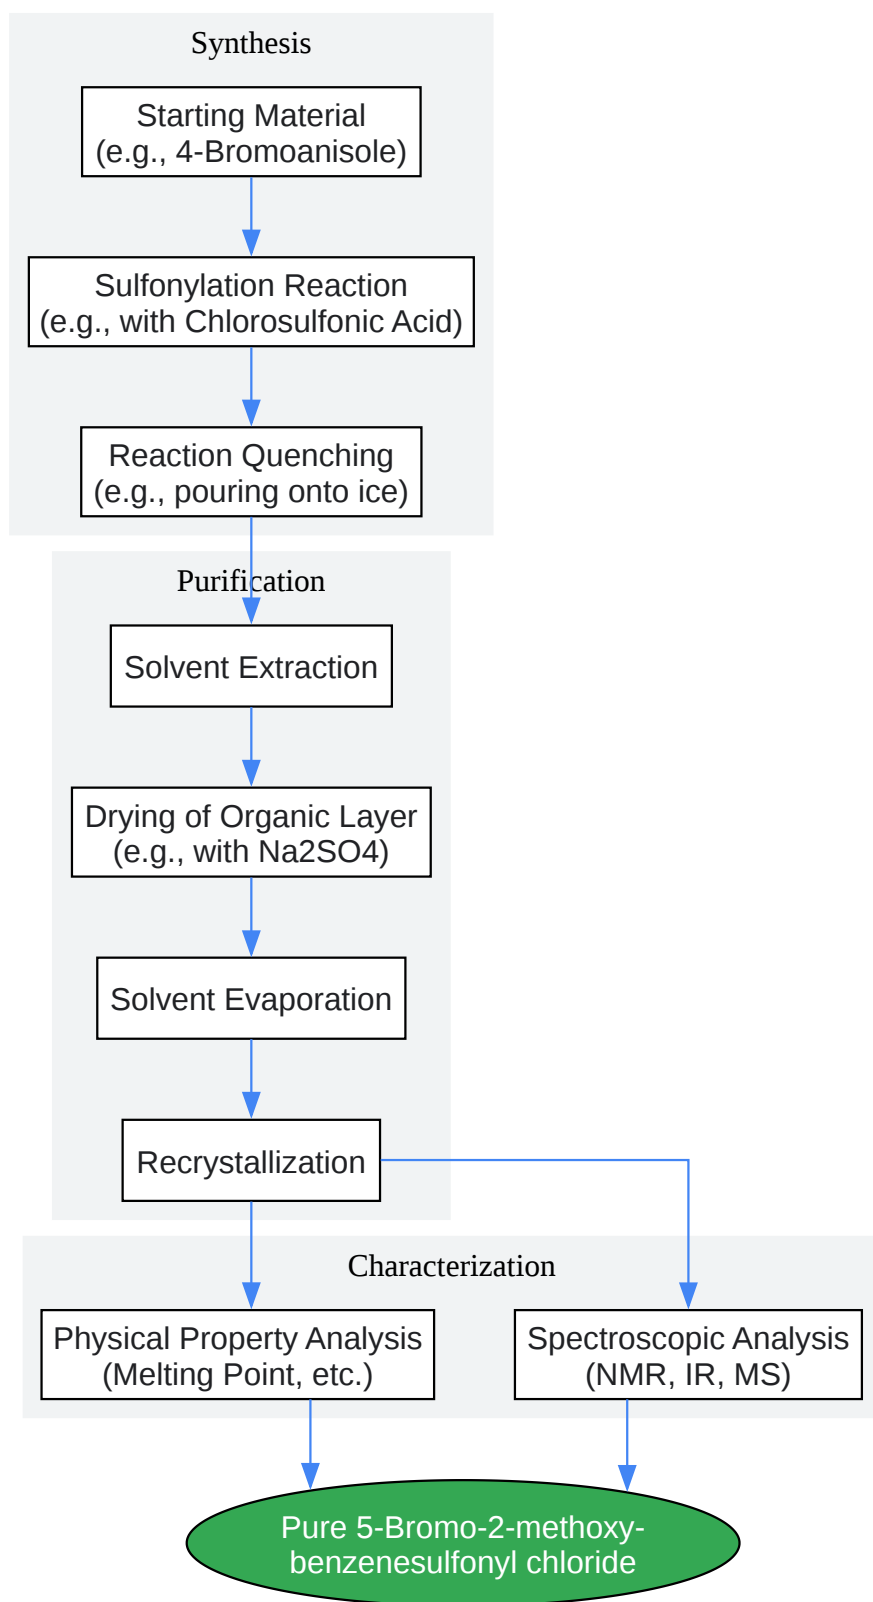 Synthesis
Starting Material
(e.g., 4-Bromoanisole)
Sulfonylation Reaction
(e.g., with Chlorosulfonic Acid)
Reaction Quenching
(e.g., pouring onto ice)
Purification
Solvent Extraction
Drying of Organic Layer
(e.g., with Na2SO4)
Solvent Evaporation
Recrystallization
Characterization
Physical Property Analysis
(Melting Point, etc.)
Spectroscopic Analysis
(NMR, IR, MS)
Pure 5-Bromo-2-methoxy-
benzenesulfonyl chloride